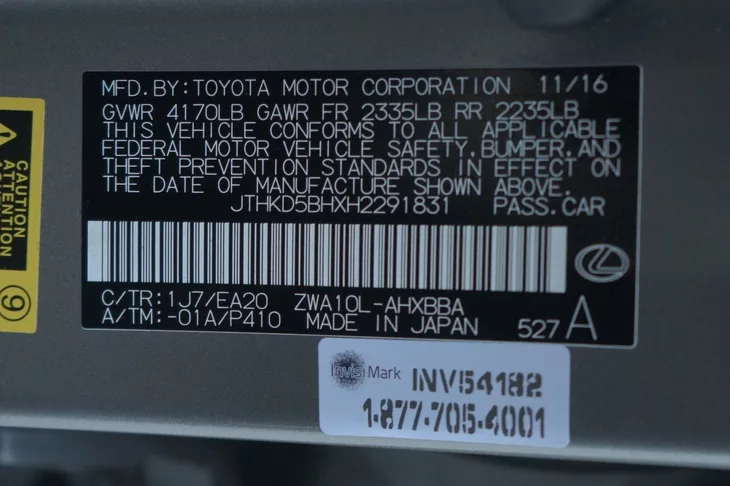 MFD. BY: TOYOTA MOTOR CORPORATION 11/16
GVWR 4170LB GAWR FR 2335LB RR 2235LB
THIS VEHICLE CONFORMS TO ALL APPLICABLE
FEDERAL MOTOR VEHICLE SAFETY, BUMPER, AND
THEFT PREVENTION STANDARDS IN EFFECT ON
THE DATE OF MANUFACTURE SHOWN ABOVE.
JTHKD5BHXH2291831 PASS. CAR
C/TR: 1J7/EA20 ZWA10L-AHXBBA
A/TM: -01A/P410 MADE IN JAPAN 527 A
CAUTION
ATTENTION
9
InvisiMark INV54182
1-877-705-4001